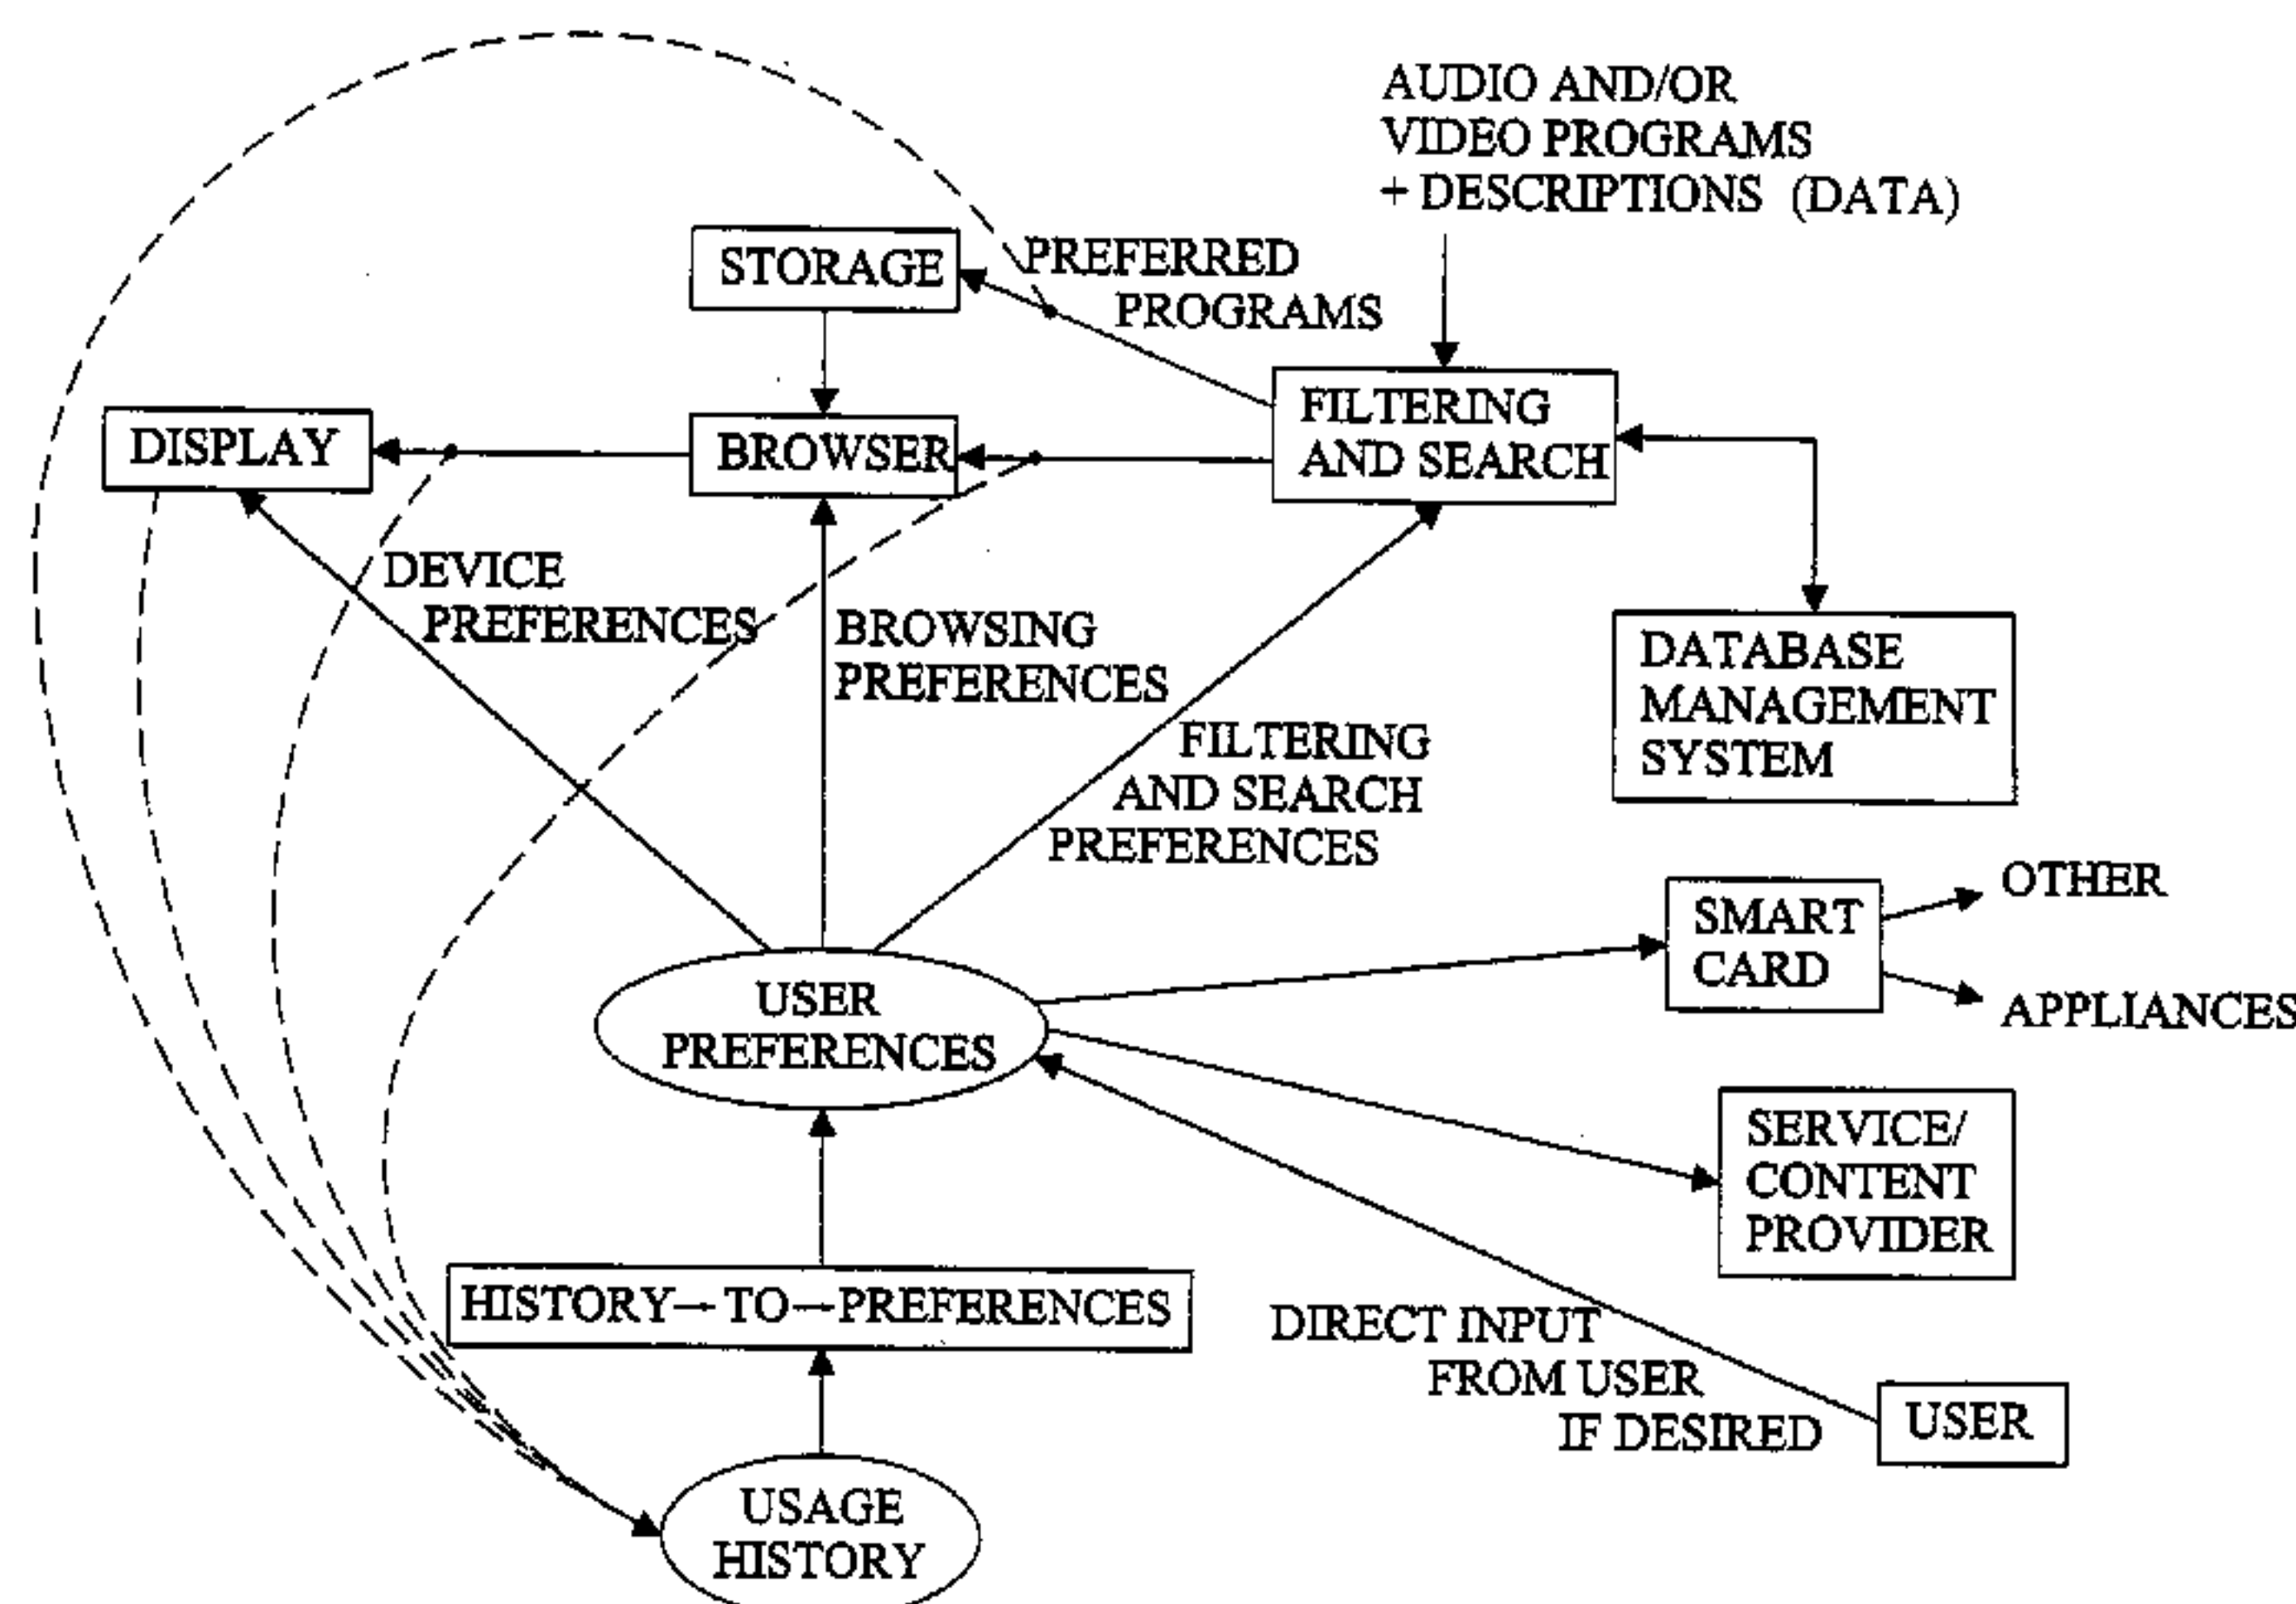 AUDIO AND/OR
VIDEO PROGRAMS
+ DESCRIPTIONS (DATA)
STORAGE
PREFERRED
PROGRAMS
DISPLAY
BROWSER
FILTERING
AND SEARCH
DEVICE
PREFERENCES
BROWSING
PREFERENCES
FILTERING
AND SEARCH
PREFERENCES
DATABASE
MANAGEMENT
SYSTEM
SMART
CARD
OTHER
APPLIANCES
USER
PREFERENCES
SERVICE/
CONTENT
PROVIDER
HISTORY—TO—PREFERENCES
DIRECT INPUT
FROM USER
IF DESIRED
USER
USAGE
HISTORY